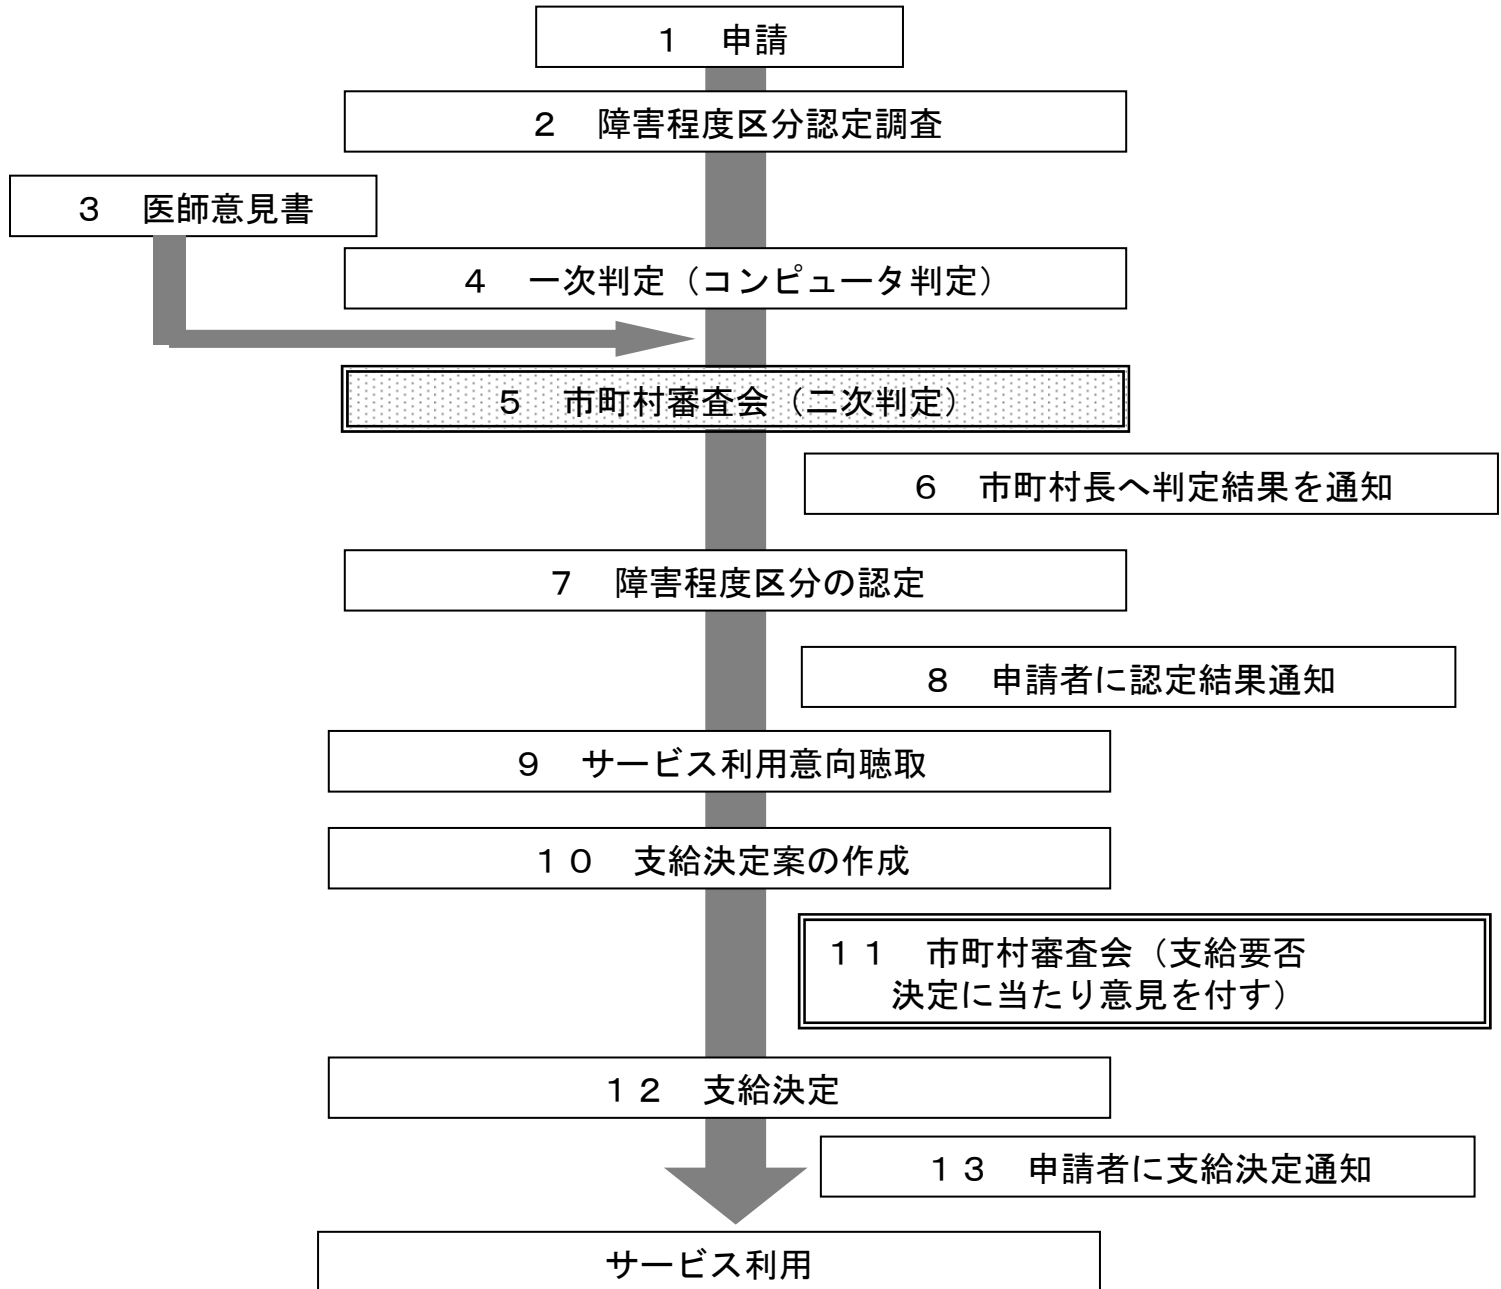 １　申請
２　障害程度区分認定調査
３　医師意見書
４　一次判定（コンピュータ判定）
５　市町村審査会（二次判定）
６　市町村長へ判定結果を通知
７　障害程度区分の認定
８　申請者に認定結果通知
９　サービス利用意向聴取
１０　支給決定案の作成
１１　市町村審査会（支給要否
決定に当たり意見を付す）
１２　支給決定
１３　申請者に支給決定通知
サービス利用